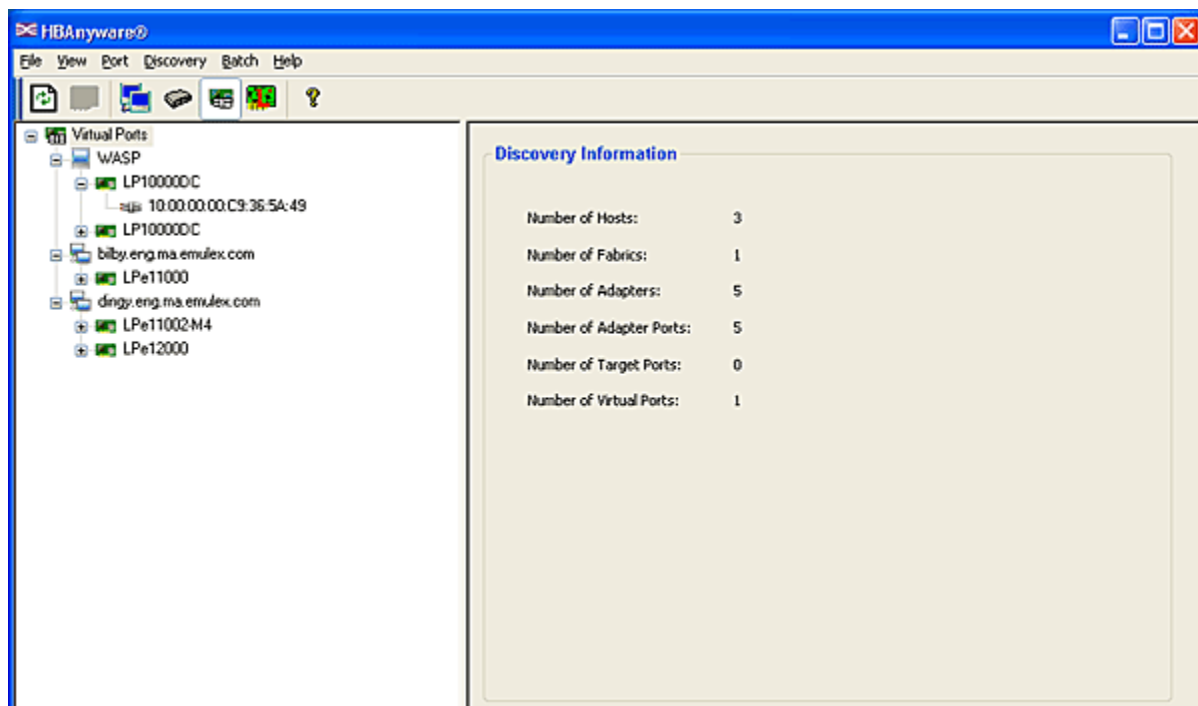 HBAnyware®
File View Port Discovery Batch Help
Virtual Ports
WASP
LP10000DC
10:00:00:00:C9:36:5A:49
LP10000DC
bilby.eng.ma.emulex.com
LPe11000
dingy.eng.ma.emulex.com
LPe11002-M4
LPe12000
Discovery Information
Number of Hosts: 3
Number of Fabrics: 1
Number of Adapters: 5
Number of Adapter Ports: 5
Number of Target Ports: 0
Number of Virtual Ports: 1